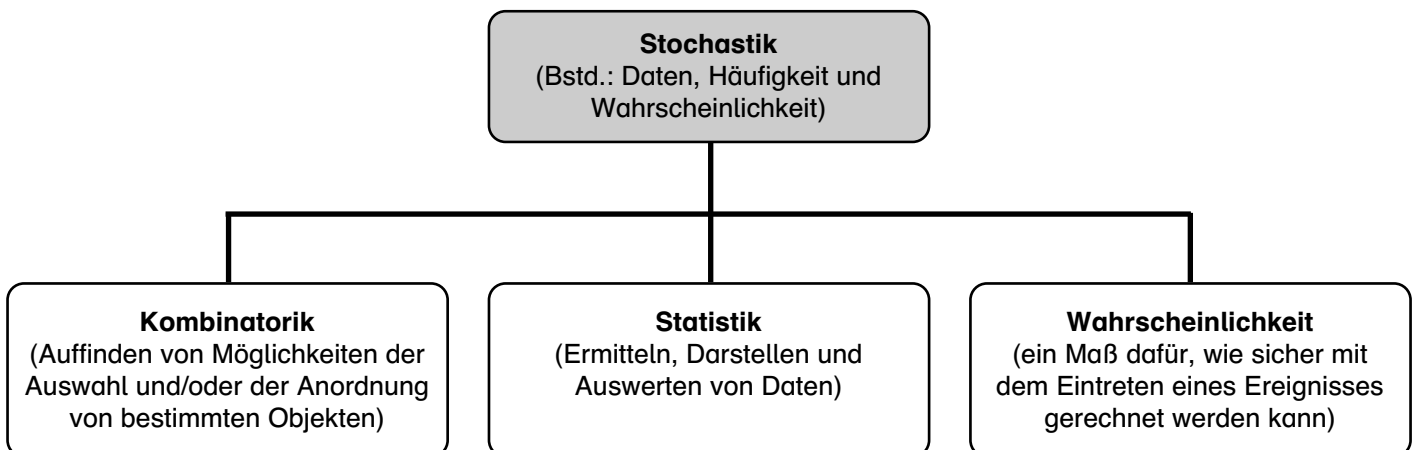 Stochastik
(Bstd.: Daten, Häufigkeit und
Wahrscheinlichkeit)
Kombinatorik
(Auffinden von Möglichkeiten der
Auswahl und/oder der Anordnung
von bestimmten Objekten)
Statistik
(Ermitteln, Darstellen und
Auswerten von Daten)
Wahrscheinlichkeit
(ein Maß dafür, wie sicher mit
dem Eintreten eines Ereignisses
gerechnet werden kann)